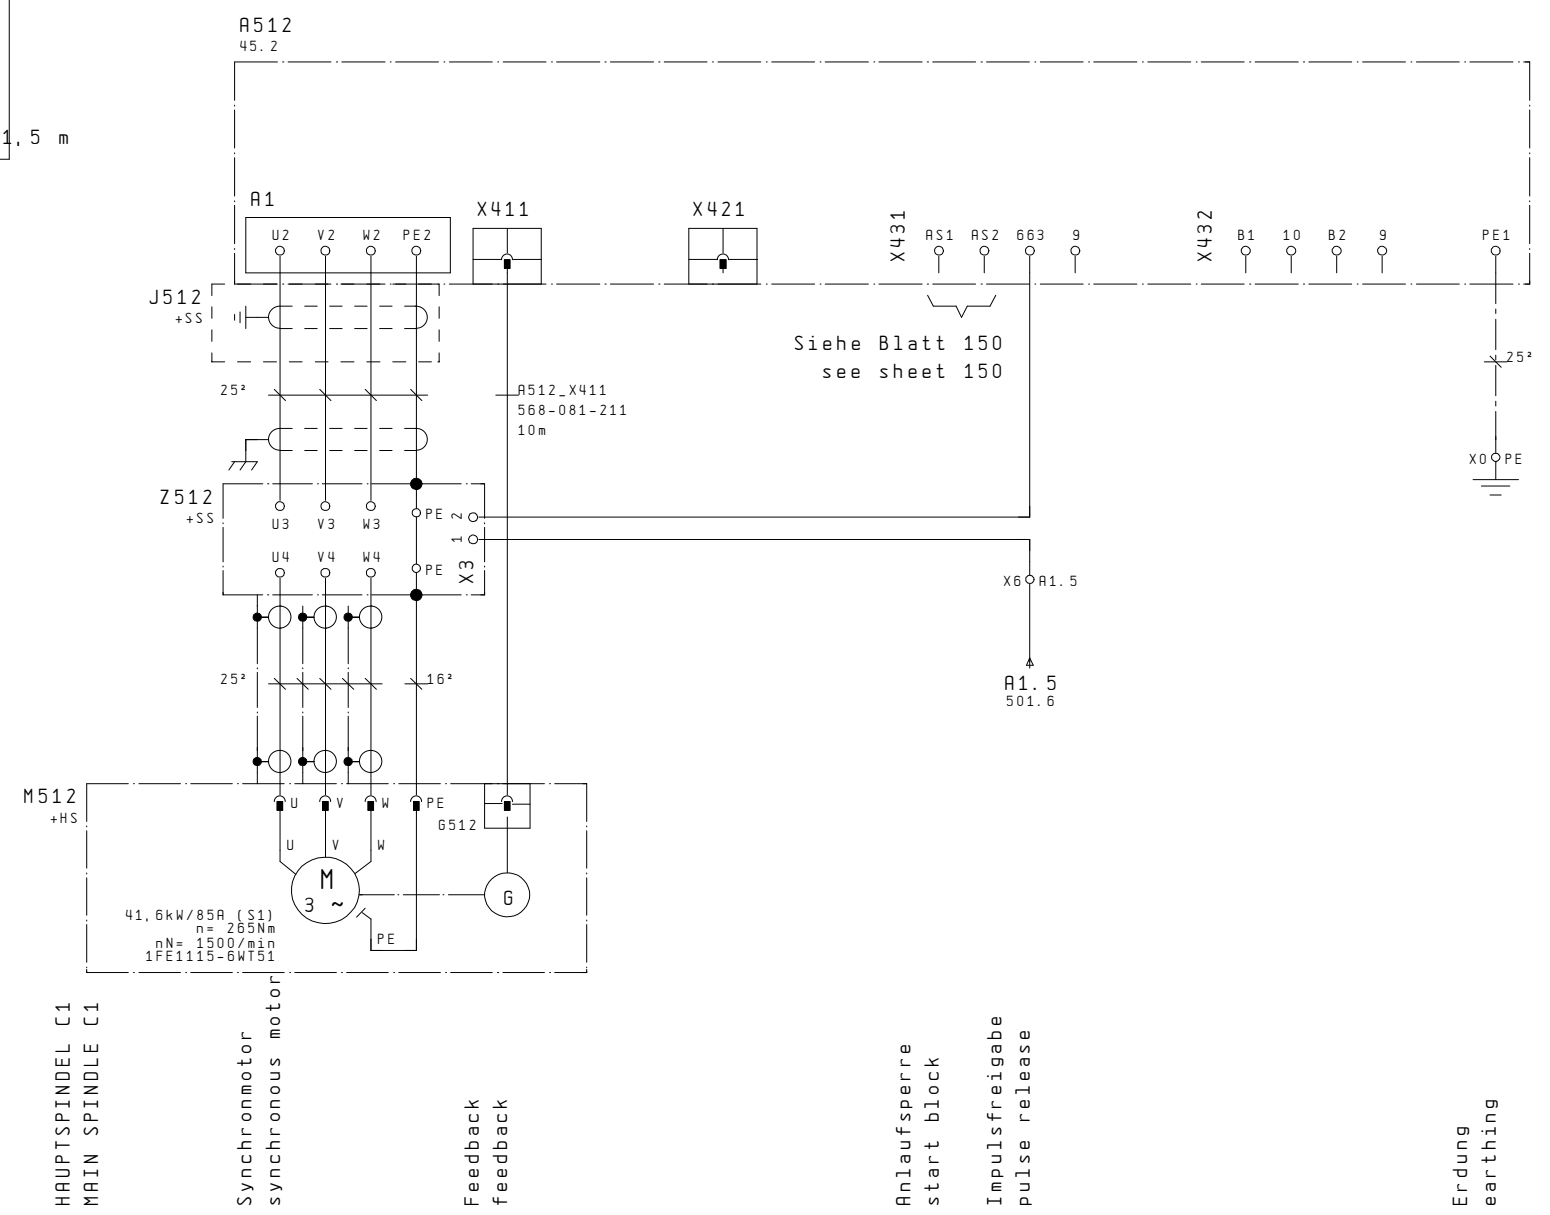 A512
45.2
1,5 m
A1
U2 V2 W2 PE2
X411
X421
X431
AS1 AS2 663 9
X432
B1 10 B2 9
PE1
J512
+SS
Siehe Blatt 150
see sheet 150
25²
25²
A512_X411
568-081-211
10m
X0 PE
Z512
+SS
U3 V3 W3
PE
2
1
X3
U4 V4 W4
PE
X6 A1.5
25²
16²
A1.5
501.6
M512
+HS
U V W PE
G512
U V W
M
3 ~
G
41,6kW/85A (S1)
n= 265Nm
nN= 1500/min
1FE1115-6WT51
PE
HAUPTSPINDEL C1
MAIN SPINDLE C1
Synchronmotor
synchronous motor
Feedback
feedback
Anlaufsperre
start block
Impulsfreigabe
pulse release
Erdung
earthing